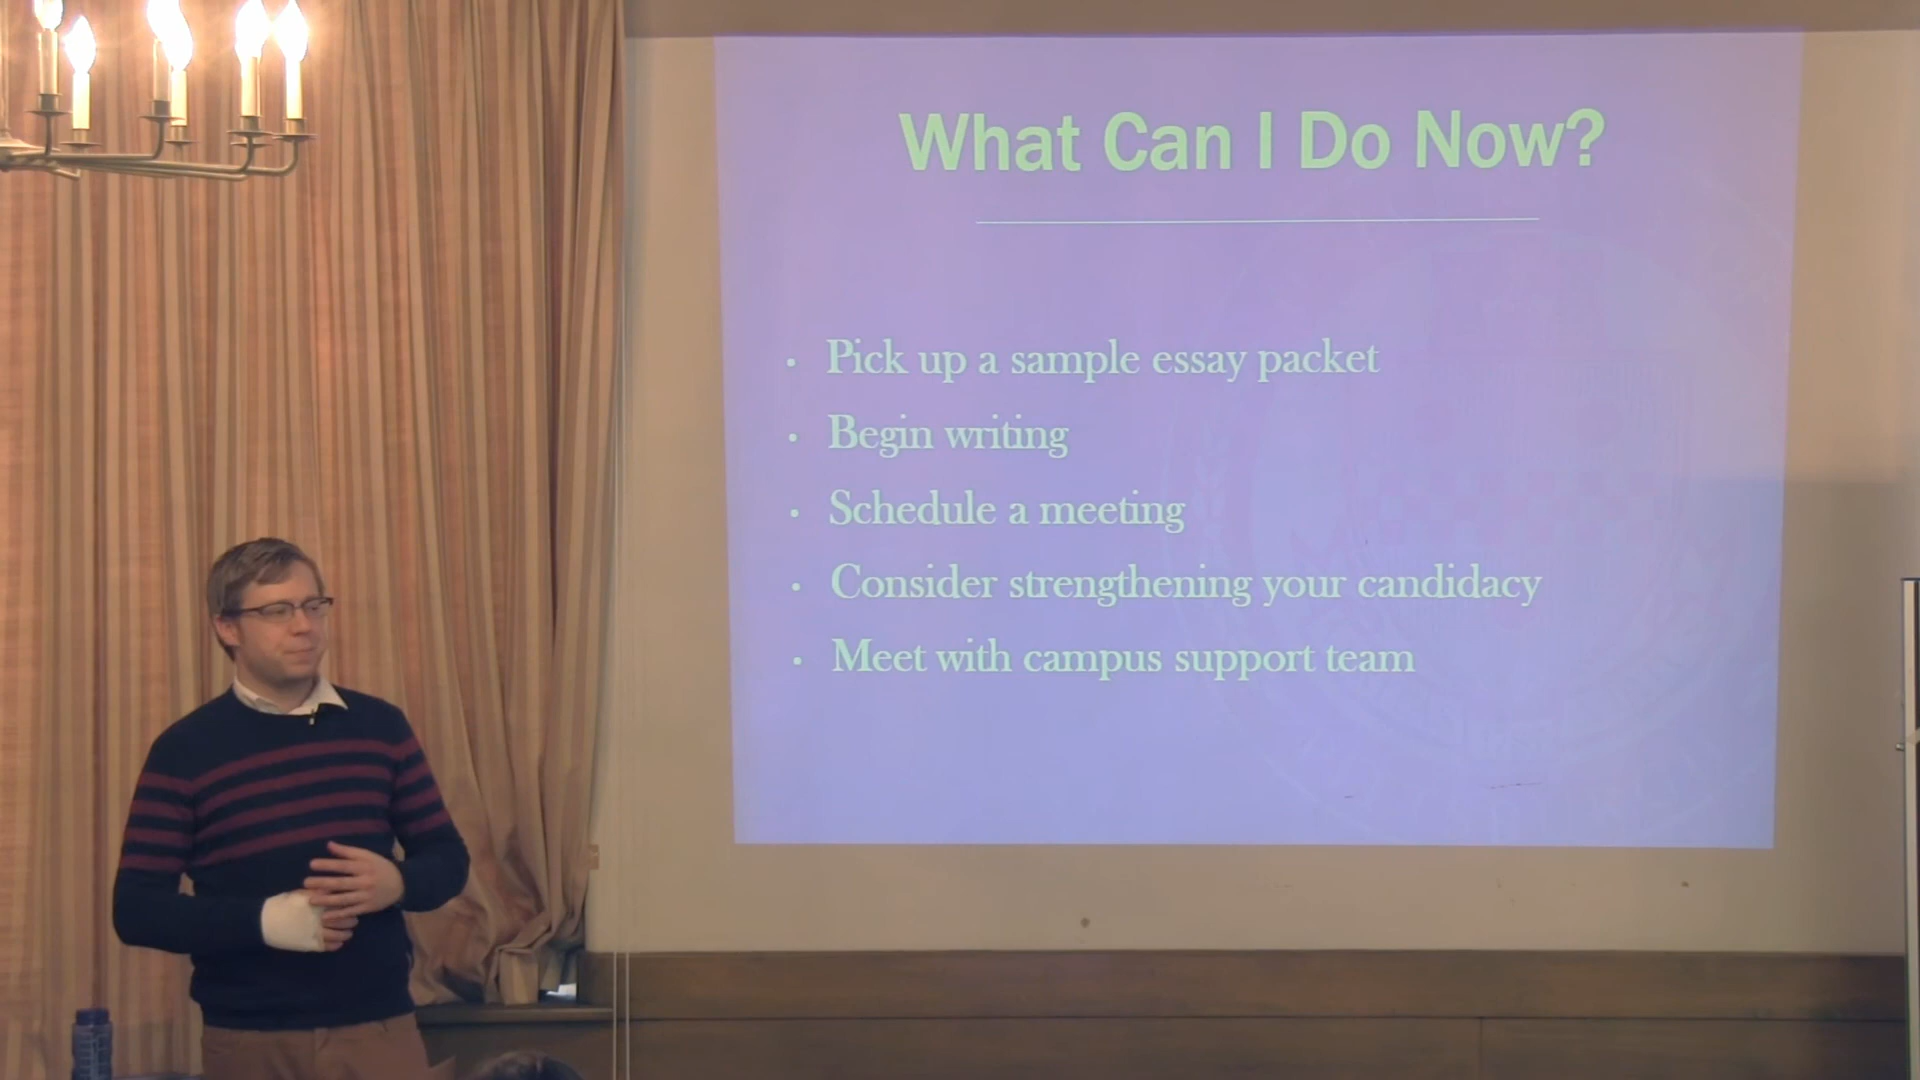 What Can I Do Now?
• Pick up a sample essay packet
• Begin writing
• Schedule a meeting
• Consider strengthening your candidacy
• Meet with campus support team